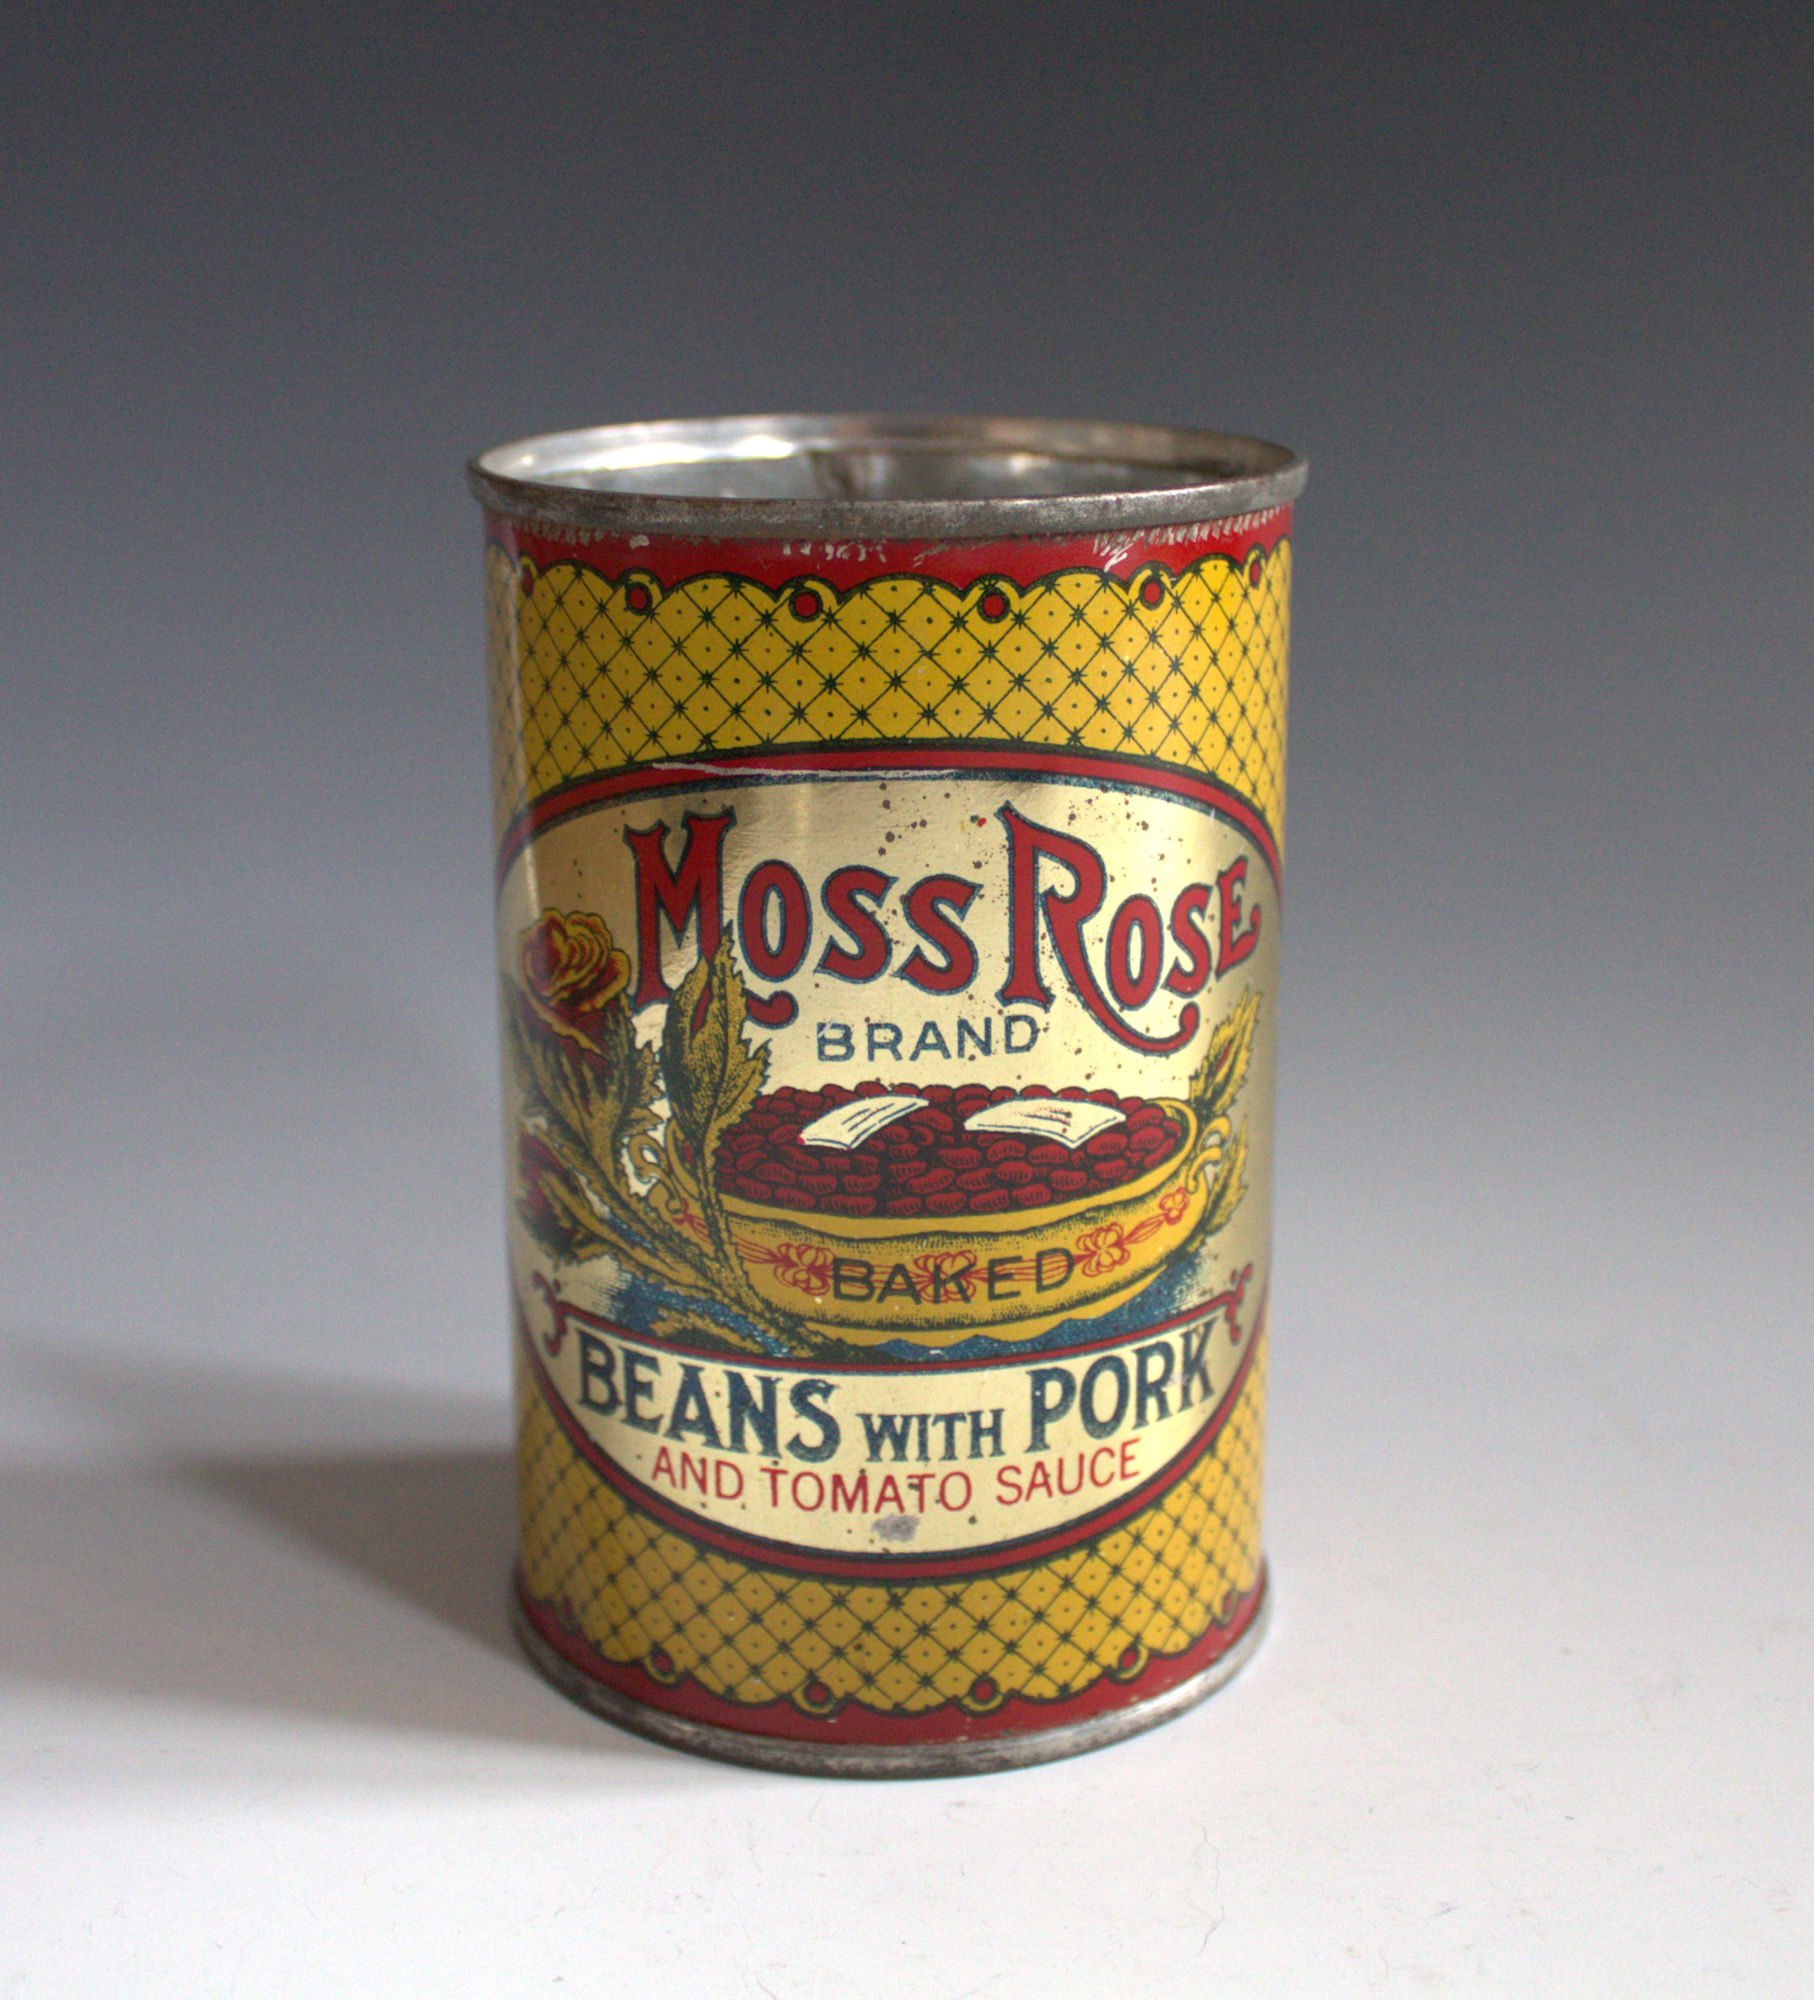 MOSS ROSE
BRAND
BAKED
BEANS WITH PORK
AND TOMATO SAUCE